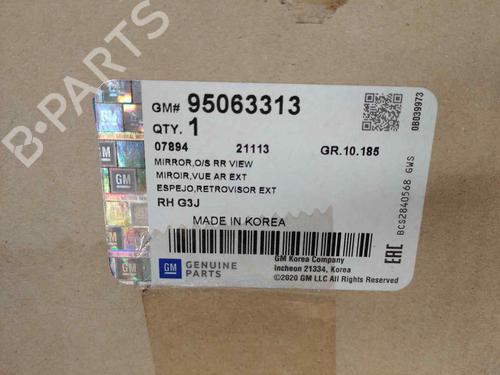 GM# 95063313
QTY. 1
07894 21113 GR.10.185
MIRROR,O/S RR VIEW
MIROIR,VUE AR EXT
ESPEJO,RETROVISOR EXT
RH G3J
MADE IN KOREA
GM GENUINE PARTS
GM Korea Company
Incheon 21334, Korea
©2020 GM LLC All Rights Reserved
0B039973
BCS2840568 GWS
EAC
GM
GM
B-PARTS